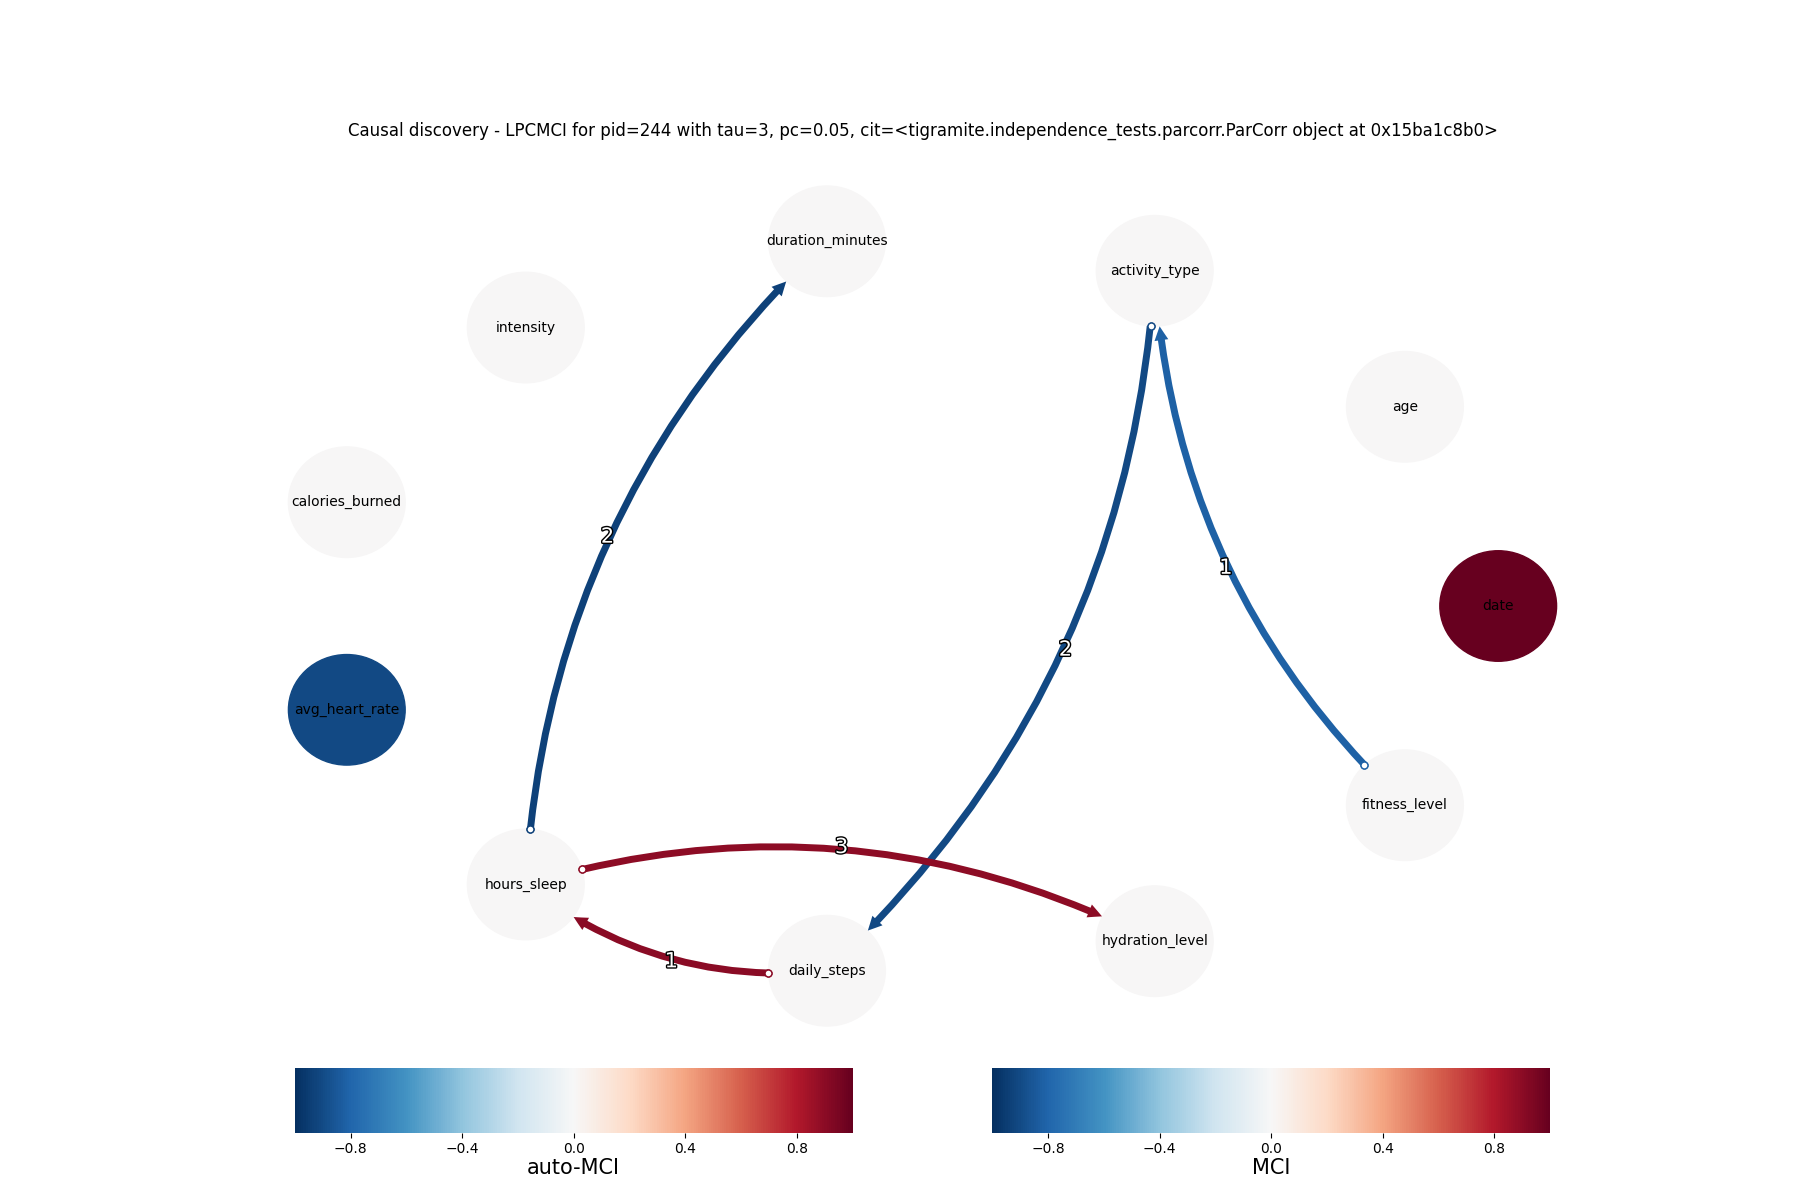 Causal discovery - LPCMCI for pid=244 with tau=3, pc=0.05, cit=<tigramite.independence_tests.parcorr.ParCorr object at 0x15ba1c8b0>
duration_minutes
activity_type
intensity
age
calories_burned
2
1
date
2
avg_heart_rate
fitness_level
3
hours_sleep
hydration_level
1
daily_steps
−0.8 −0.4 0.0 0.4 0.8
auto-MCI
−0.8 −0.4 0.0 0.4 0.8
MCI